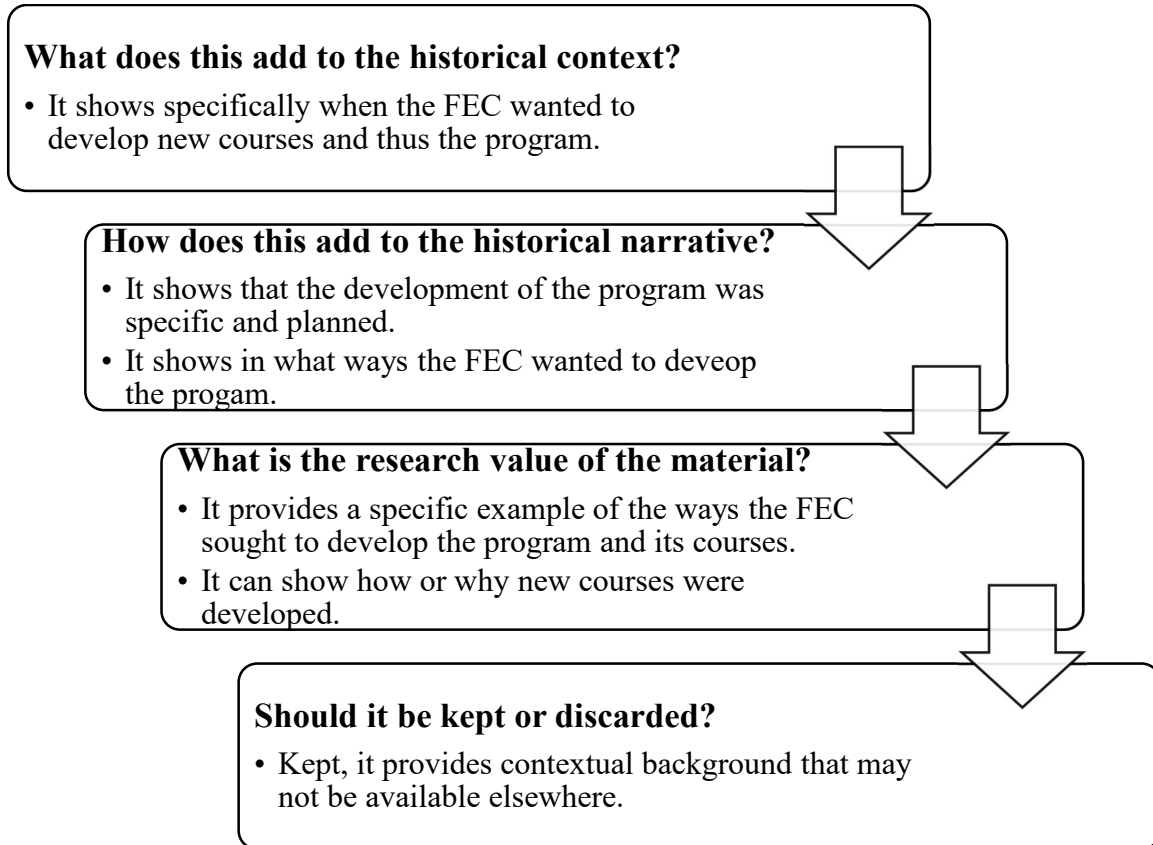 What does this add to the historical context?
• It shows specifically when the FEC wanted to
develop new courses and thus the program.
How does this add to the historical narrative?
• It shows that the development of the program was
specific and planned.
• It shows in what ways the FEC wanted to deveop
the progam.
What is the research value of the material?
• It provides a specific example of the ways the FEC
sought to develop the program and its courses.
• It can show how or why new courses were
developed.
Should it be kept or discarded?
• Kept, it provides contextual background that may
not be available elsewhere.